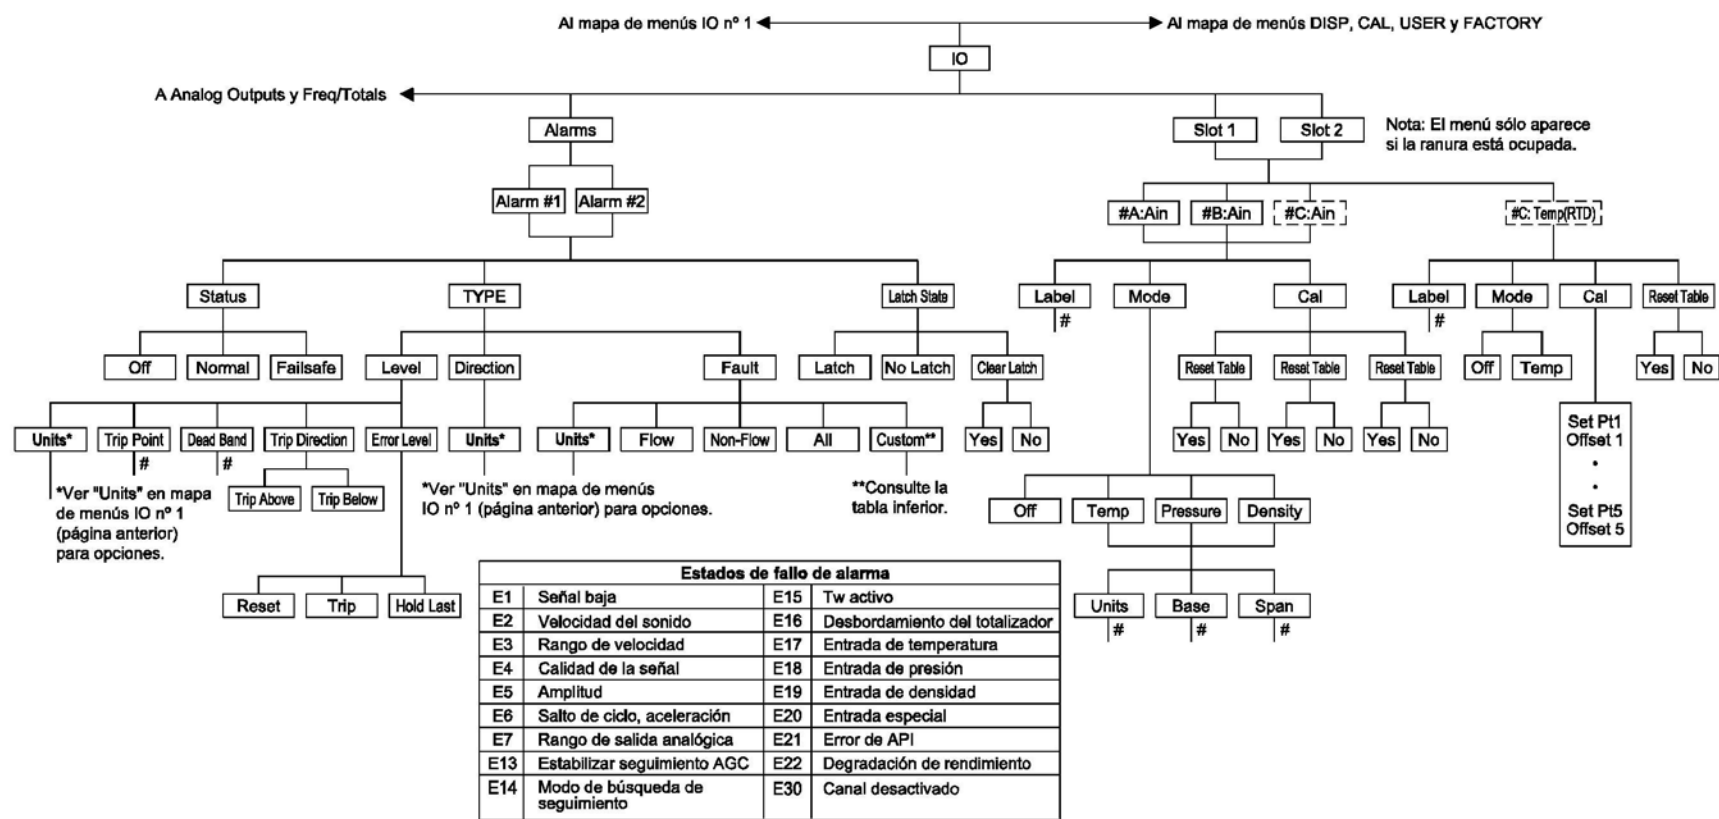 Al mapa de menús IO nº 1
Al mapa de menús DISP, CAL, USER y FACTORY
IO
A Analog Outputs y Freq/Totals
Alarms
Slot 1
Slot 2
Nota: El menú sólo aparece
si la ranura está ocupada.
Alarm #1
Alarm #2
#A:Ain
#B:Ain
#C:Ain
#C: Temp(RTD)
Status
TYPE
Latch State
Label
#
Mode
Cal
Label
#
Mode
Cal
Reset Table
Off
Normal
Failsafe
Level
Direction
Fault
Latch
No Latch
Clear Latch
Reset Table
Reset Table
Reset Table
Off
Temp
Yes
No
Units*
Trip Point
#
Dead Band
#
Trip Direction
Error Level
Units*
Units*
Flow
Non-Flow
All
Custom**
Yes
No
Yes
No
Yes
No
Yes
No
Set Pt1
Offset 1
•
•
Set Pt5
Offset 5
*Ver "Units" en mapa
de menús IO nº 1
(página anterior)
para opciones.
Trip Above
Trip Below
*Ver "Units" en mapa de menús
IO nº 1 (página anterior) para opciones.
**Consulte la
tabla inferior.
Off
Temp
Pressure
Density
Reset
Trip
Hold Last
Units
#
Base
#
Span
#
Estados de fallo de alarma
E1 Señal baja E15 Tw activo
E2 Velocidad del sonido E16 Desbordamiento del totalizador
E3 Rango de velocidad E17 Entrada de temperatura
E4 Calidad de la señal E18 Entrada de presión
E5 Amplitud E19 Entrada de densidad
E6 Salto de ciclo, aceleración E20 Entrada especial
E7 Rango de salida analógica E21 Error de API
E13 Estabilizar seguimiento AGC E22 Degradación de rendimiento
E14 Modo de búsqueda de
seguimiento E30 Canal desactivado